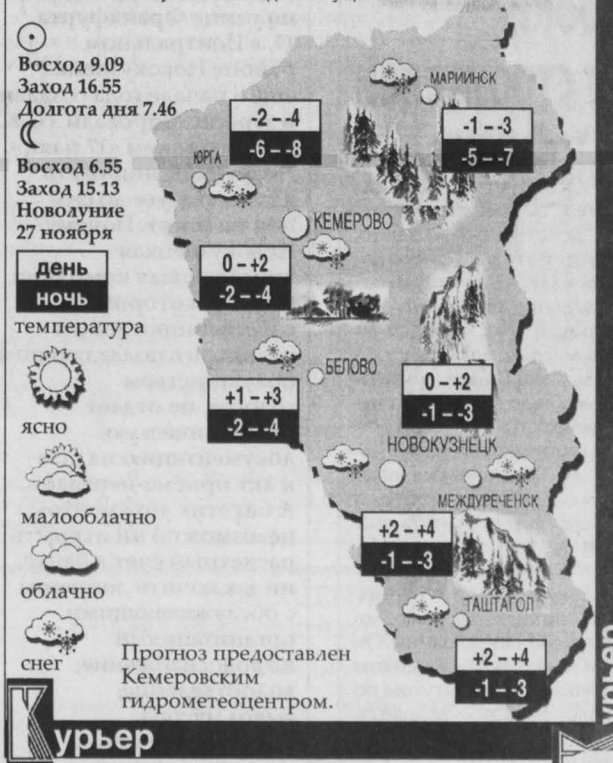 Восход 9.09
Заход 16.55
Долгота дня 7.46
Восход 6.55
Заход 15.13
Новолуние
27 ноября
день
ночь
температура
ясно
малооблачно
облачно
снег
МАРИИНСК
-1 – -3
-5 – -7
-2 – -4
-6 – -8
ЮРГА
КЕМЕРОВО
0 – +2
-2 – -4
БЕЛОВО
+1 – +3
-2 – -4
0 – +2
-1 – -3
НОВОКУЗНЕЦК
МЕЖДУРЕЧЕНСК
+2 – +4
-1 – -3
ТАШТАГОЛ
+2 – +4
-1 – -3
Прогноз предоставлен
Кемеровским
гидрометеоцентром.
Курьер
урьер